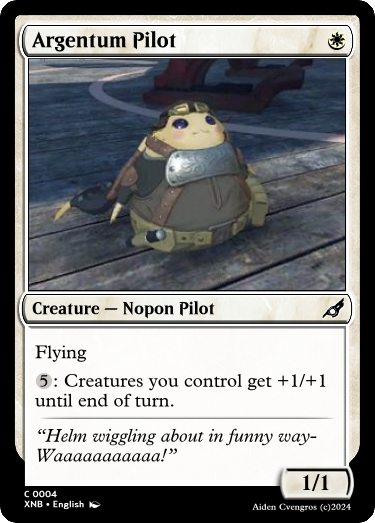 Argentum Pilot
Creature — Nopon Pilot
Flying
5: Creatures you control get +1/+1
until end of turn.
“Helm wiggling about in funny way-
Waaaaaaaaaaa!”
1/1
C 0004
XNB • English
Aiden Cvengros (c)2024